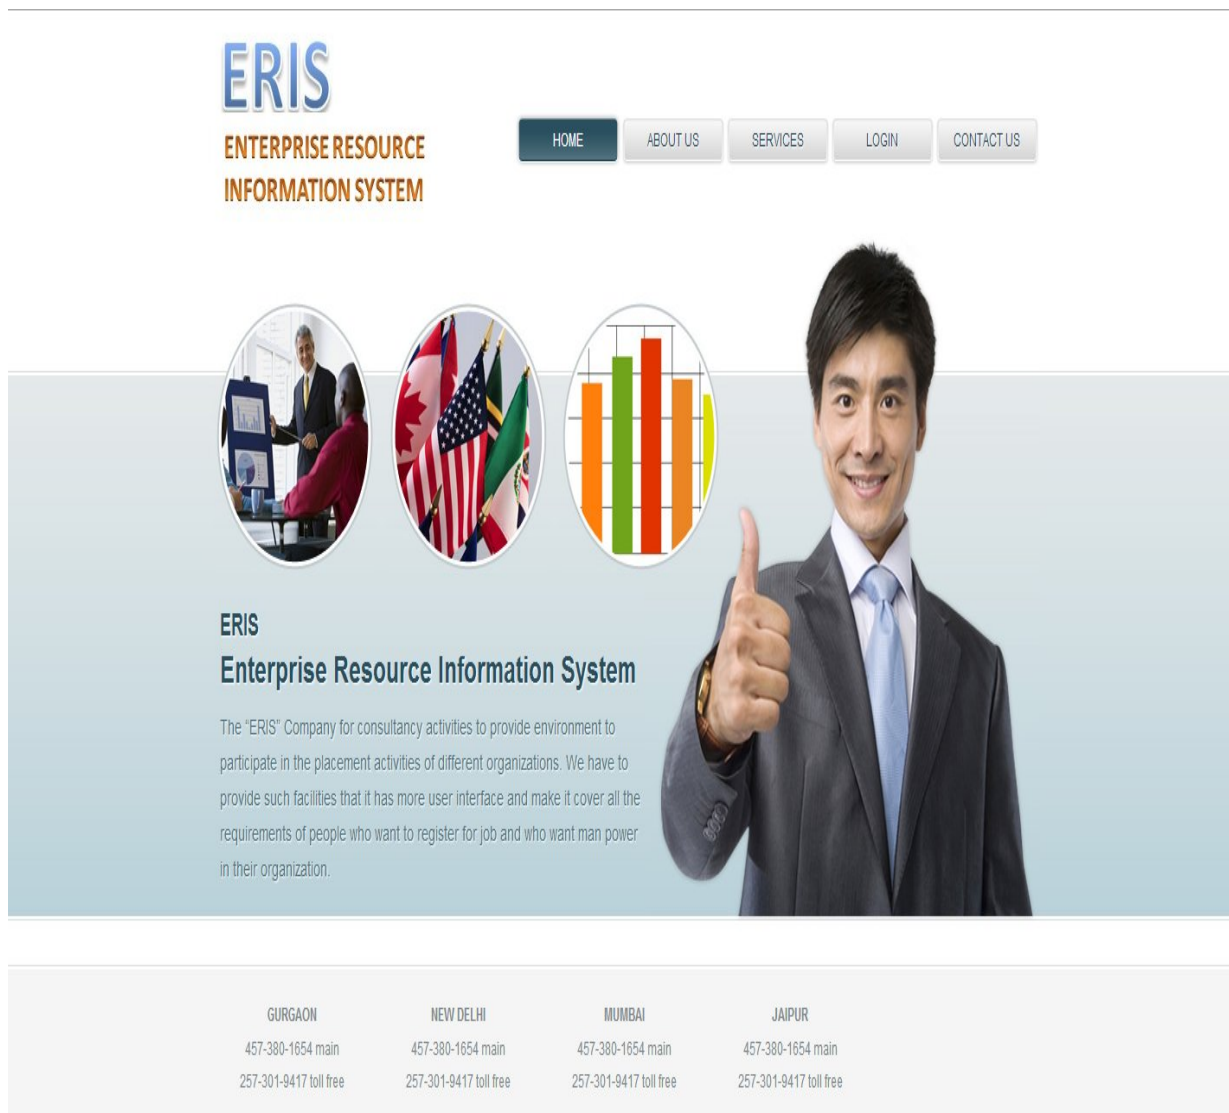 ERIS
ENTERPRISE RESOURCE
INFORMATION SYSTEM
HOME ABOUT US SERVICES LOGIN CONTACT US
ERIS
Enterprise Resource Information System
The “ERIS” Company for consultancy activities to provide environment to
participate in the placement activities of different organizations. We have to
provide such facilities that it has more user interface and make it cover all the
requirements of people who want to register for job and who want man power
in their organization.
GURGAON NEW DELHI MUMBAI JAIPUR
457-380-1654 main 457-380-1654 main 457-380-1654 main 457-380-1654 main
257-301-9417 toll free 257-301-9417 toll free 257-301-9417 toll free 257-301-9417 toll free